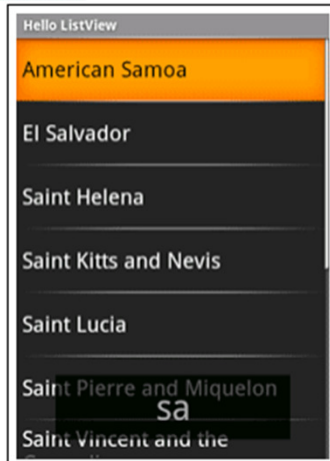 Hello ListView
American Samoa
El Salvador
Saint Helena
Saint Kitts and Nevis
Saint Lucia
Saint Pierre and Miquelon
sa
Saint Vincent and the